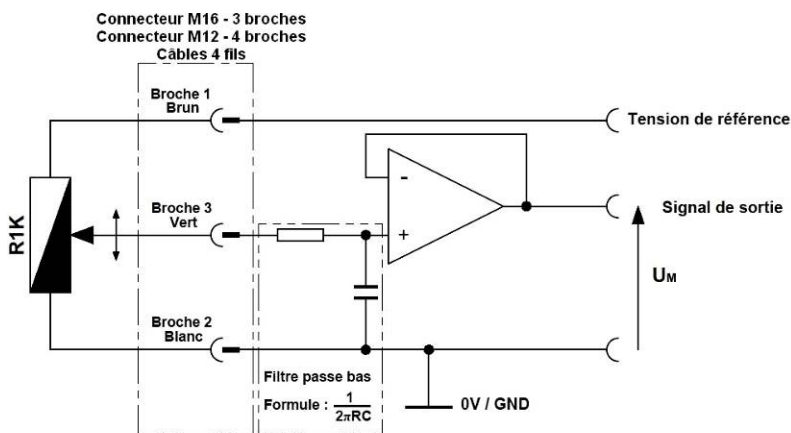 Connecteur M16 - 3 broches
Connecteur M12 - 4 broches
Câbles 4 fils
Broche 1
Brun
Tension de référence
Broche 3
Vert
-
+
Signal de sortie
R1K
UM
Broche 2
Blanc
Filtre passe bas
Formule : 1/2πRC
0V / GND